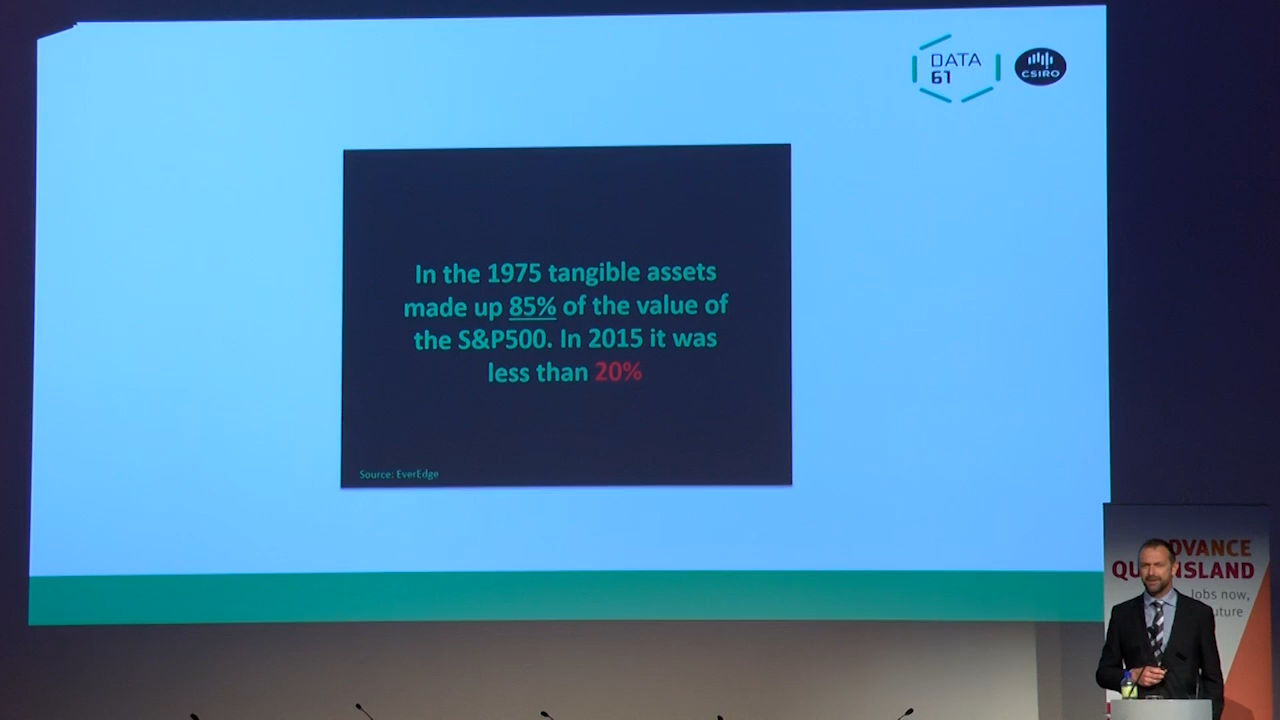 DATA
61
CSIRO
In the 1975 tangible assets
made up 85% of the value of
the S&P500. In 2015 it was
less than 20%
Source: EverEdge
ADVANCE
QUEENSLAND
Jobs now,
future